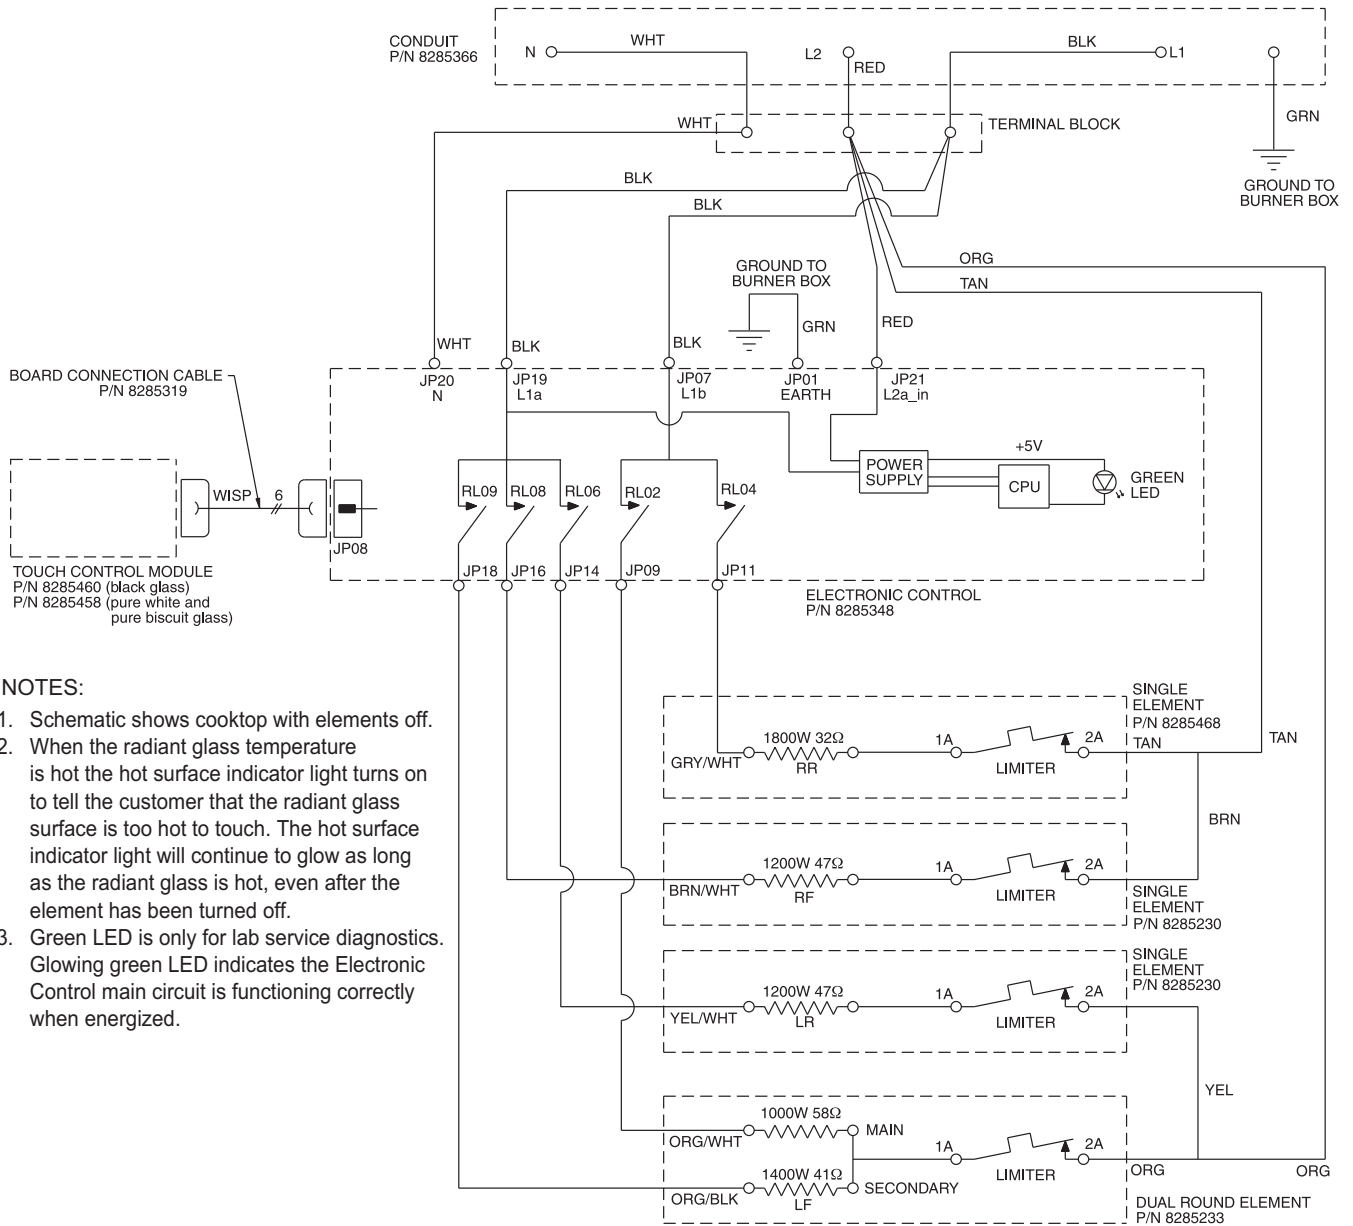 CONDUIT
P/N 8285366
N
WHT
L2
RED
BLK
L1
GRN
WHT
TERMINAL BLOCK
GROUND TO
BURNER BOX
BLK
BLK
ORG
TAN
GROUND TO
BURNER BOX
GRN
RED
WHT
BLK
BLK
BOARD CONNECTION CABLE
P/N 8285319
JP20
N
JP19
L1a
JP07
L1b
JP01
EARTH
JP21
L2a_in
+5V
POWER
SUPPLY
CPU
GREEN
LED
WISP
6
RL09
RL08
RL06
RL02
RL04
JP08
JP18
JP16
JP14
JP09
JP11
TOUCH CONTROL MODULE
P/N 8285460 (black glass)
P/N 8285458 (pure white and
pure biscuit glass)
ELECTRONIC CONTROL
P/N 8285348
NOTES:
1. Schematic shows cooktop with elements off.
2. When the radiant glass temperature
is hot the hot surface indicator light turns on
to tell the customer that the radiant glass
surface is too hot to touch. The hot surface
indicator light will continue to glow as long
as the radiant glass is hot, even after the
element has been turned off.
3. Green LED is only for lab service diagnostics.
Glowing green LED indicates the Electronic
Control main circuit is functioning correctly
when energized.
SINGLE
ELEMENT
P/N 8285468
1800W 32Ω
GRY/WHT
RR
1A
LIMITER
2A
TAN
TAN
BRN
1200W 47Ω
BRN/WHT
RF
1A
LIMITER
2A
SINGLE
ELEMENT
P/N 8285230
SINGLE
ELEMENT
P/N 8285230
1200W 47Ω
YEL/WHT
LR
1A
LIMITER
2A
YEL
1000W 58Ω
ORG/WHT
MAIN
1A
LIMITER
2A
ORG
ORG
1400W 41Ω
ORG/BLK
LF
SECONDARY
DUAL ROUND ELEMENT
P/N 8285233